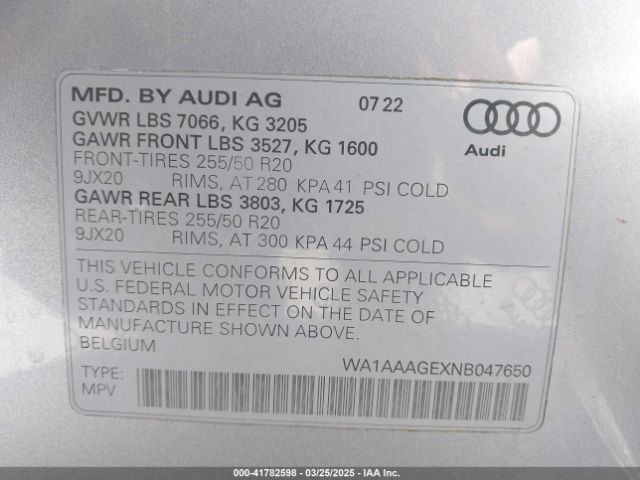 MFD. BY AUDI AG 07 22
GVWR LBS 7066, KG 3205
GAWR FRONT LBS 3527, KG 1600
FRONT-TIRES 255/50 R20
9JX20 RIMS, AT 280 KPA 41 PSI COLD
GAWR REAR LBS 3803, KG 1725
REAR-TIRES 255/50 R20
9JX20 RIMS, AT 300 KPA 44 PSI COLD
Audi
THIS VEHICLE CONFORMS TO ALL APPLICABLE
U.S. FEDERAL MOTOR VEHICLE SAFETY
STANDARDS IN EFFECT ON THE DATE OF
MANUFACTURE SHOWN ABOVE.
BELGIUM
WA1AAAGEXNB047650
TYPE:
MPV
000-41782598 - 03/25/2025 - IAA Inc.